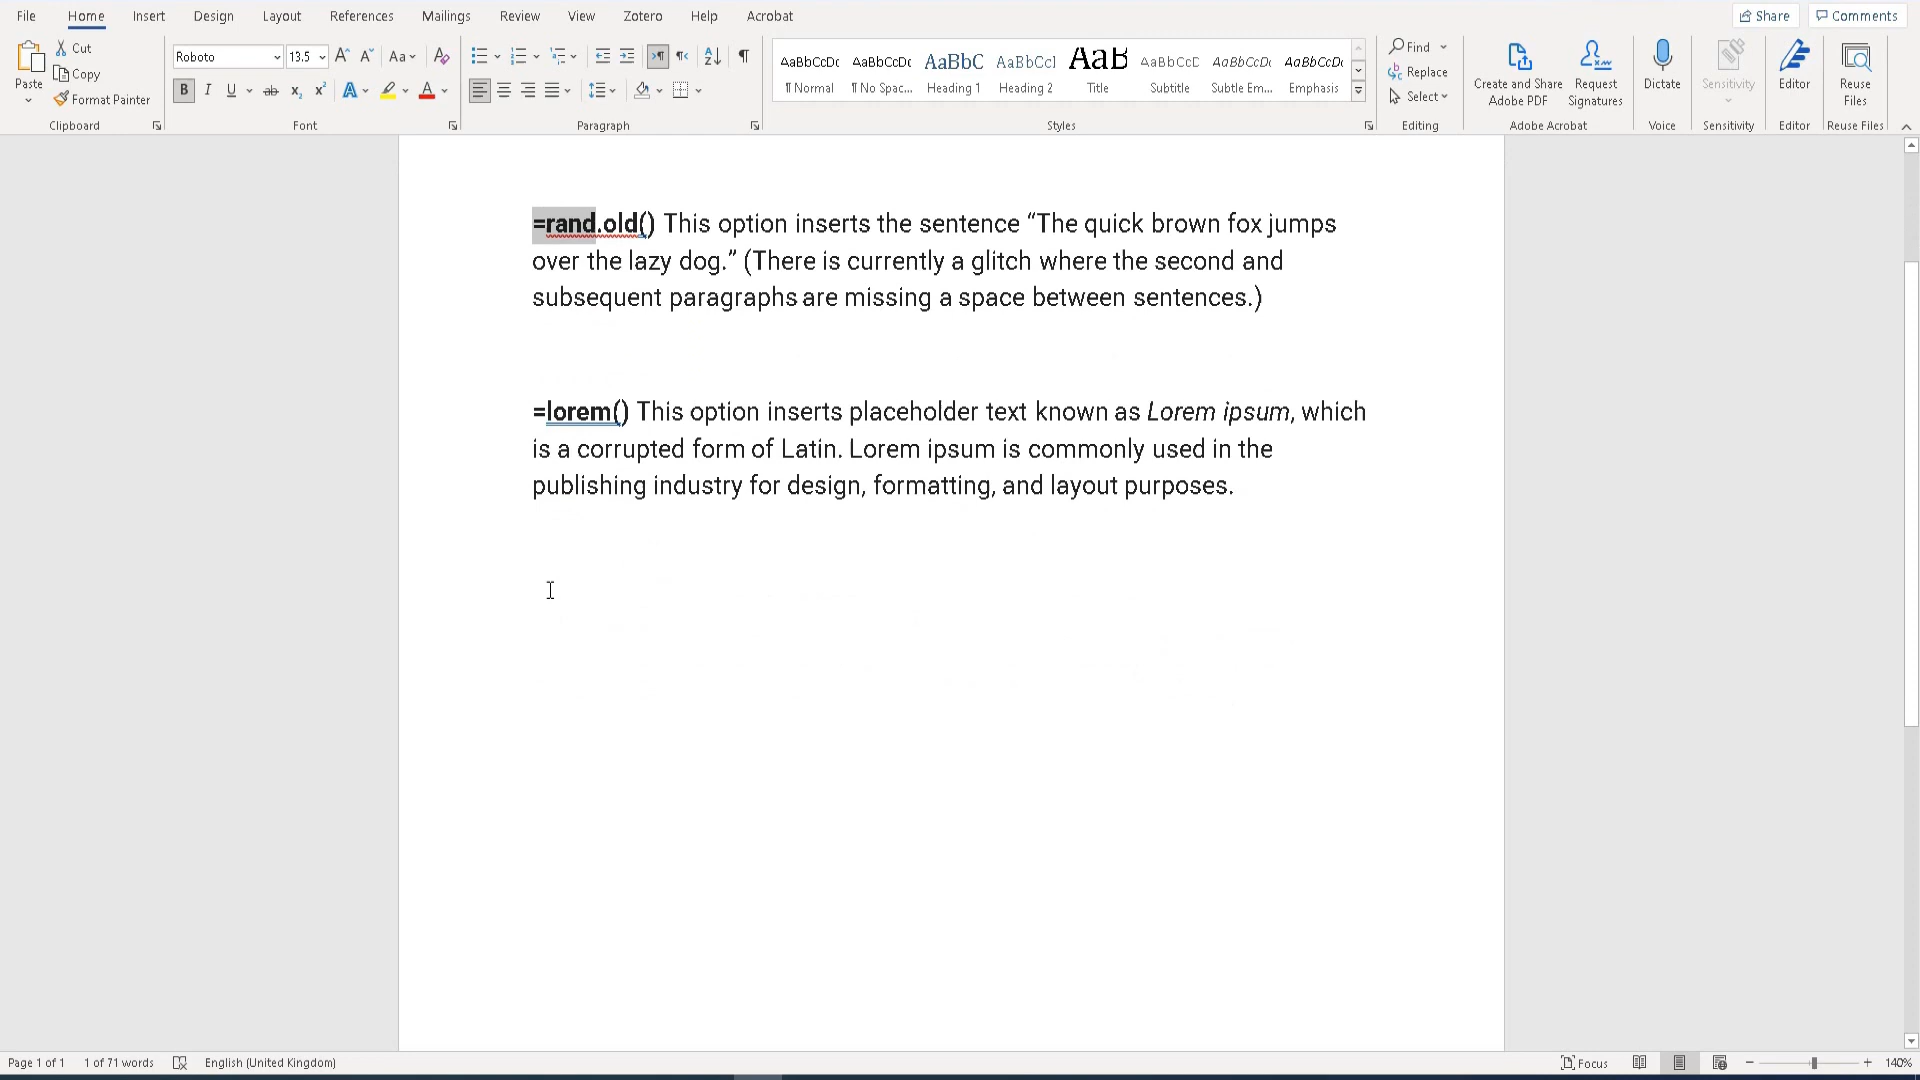 File Home Insert Design Layout References Mailings Review View Zotero Help Acrobat Share Comments
Paste
Cut
Copy
Format Painter
Clipboard
Roboto 13.5
Font
Paragraph
AaBbCcDc AaBbCcDc AaBbC AaBbCcI AaB AaBbCcD AaBbCcDc AaBbCcDc
¶ Normal ¶ No Spac... Heading 1 Heading 2 Title Subtitle Subtle Em... Emphasis
Styles
Find
Replace
Select
Editing
Create and Share
Adobe PDF
Request
Signatures
Adobe Acrobat
Dictate
Voice
Sensitivity
Sensitivity
Editor
Editor
Reuse
Files
Reuse Files
=rand.old() This option inserts the sentence “The quick brown fox jumps
over the lazy dog.” (There is currently a glitch where the second and
subsequent paragraphs are missing a space between sentences.)
=lorem() This option inserts placeholder text known as Lorem ipsum, which
is a corrupted form of Latin. Lorem ipsum is commonly used in the
publishing industry for design, formatting, and layout purposes.
Page 1 of 1 1 of 71 words English (United Kingdom) Focus 140%